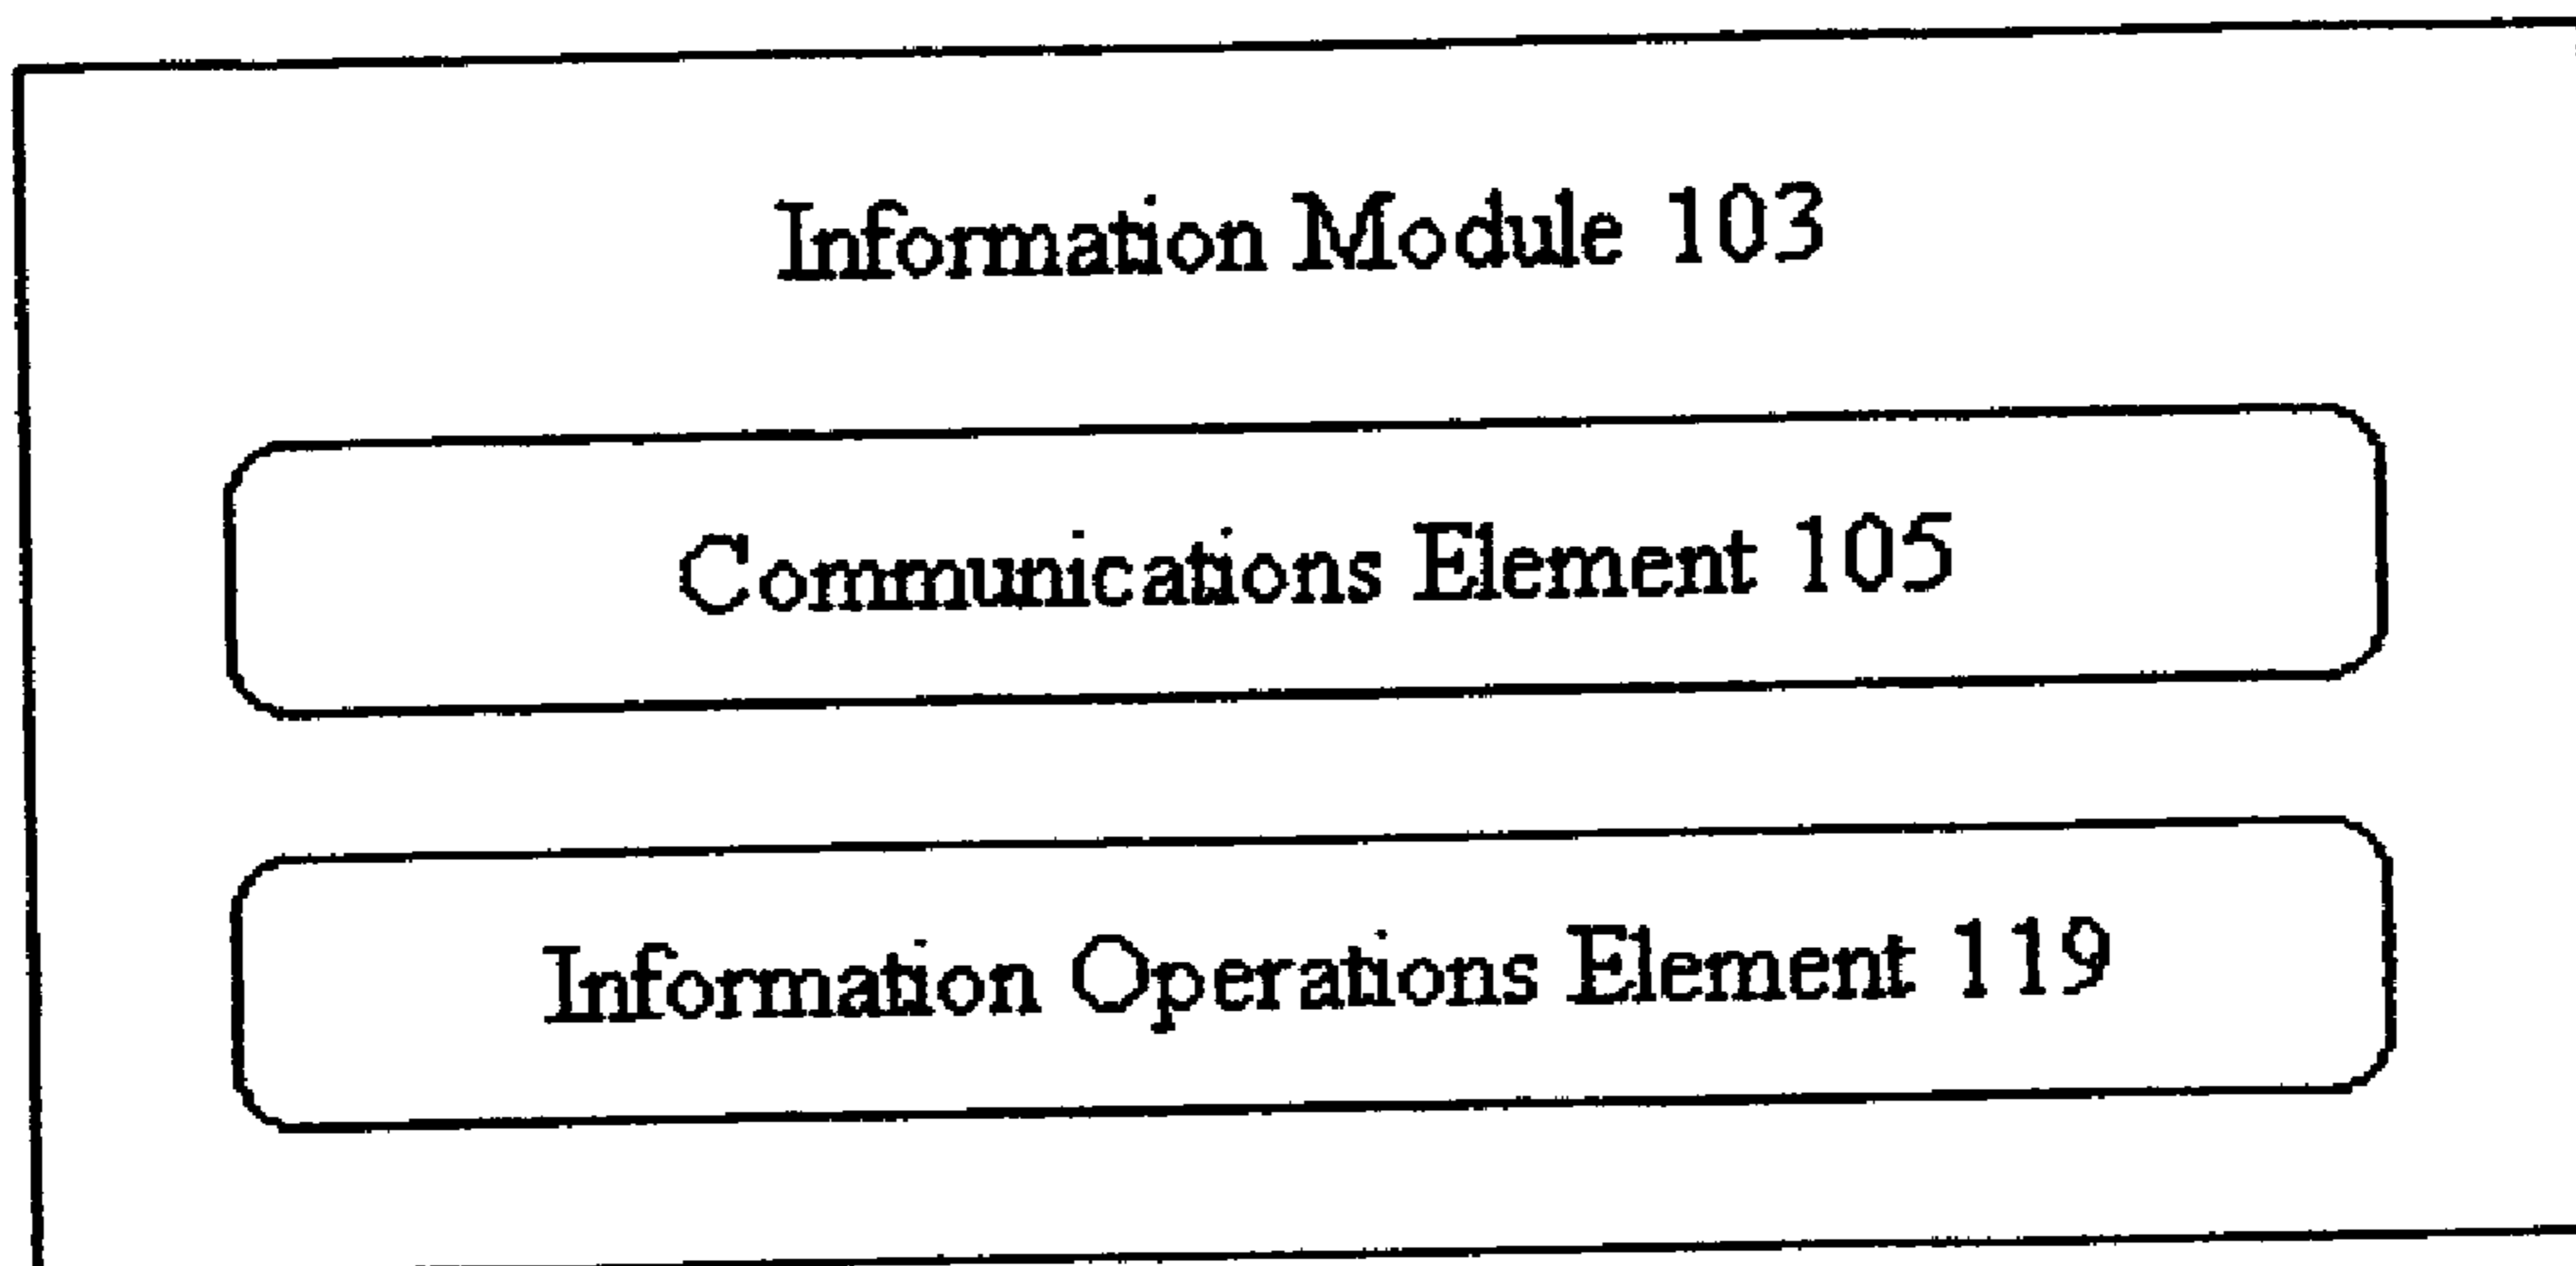 Information Module 103
Communications Element 105
Information Operations Element 119